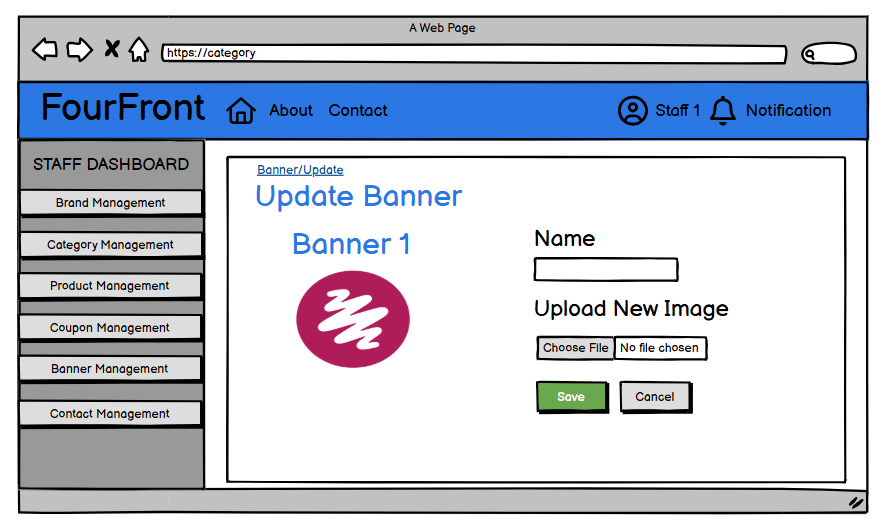 A Web Page
https://category
FourFront About Contact Staff 1 Notification
STAFF DASHBOARD
Brand Management
Category Management
Product Management
Coupon Management
Banner Management
Contact Management
Banner/Update
Update Banner
Banner 1
Name
Upload New Image
Choose File No file chosen
Save Cancel